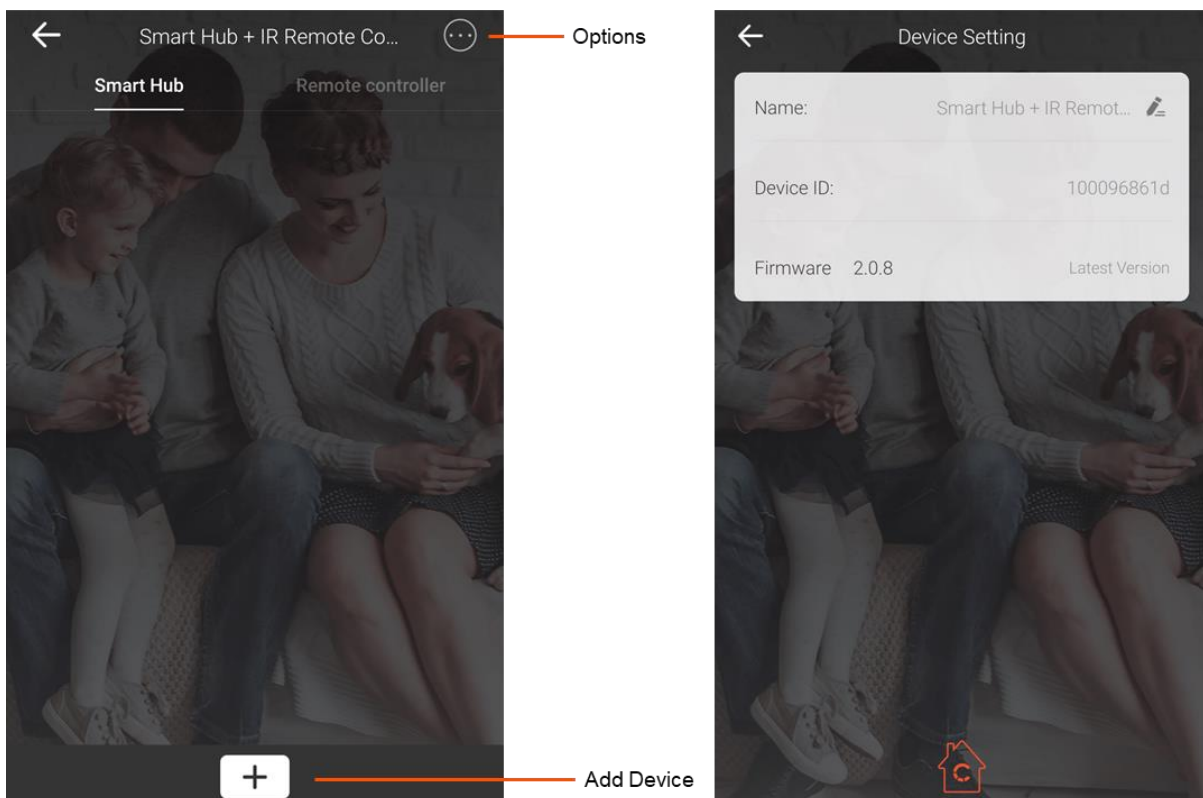 Smart Hub + IR Remote Co...
Options
Smart Hub
Remote controller
Add Device
Device Setting
Name:
Smart Hub + IR Remot...
Device ID:
100096861d
Firmware 2.0.8
Latest Version
C